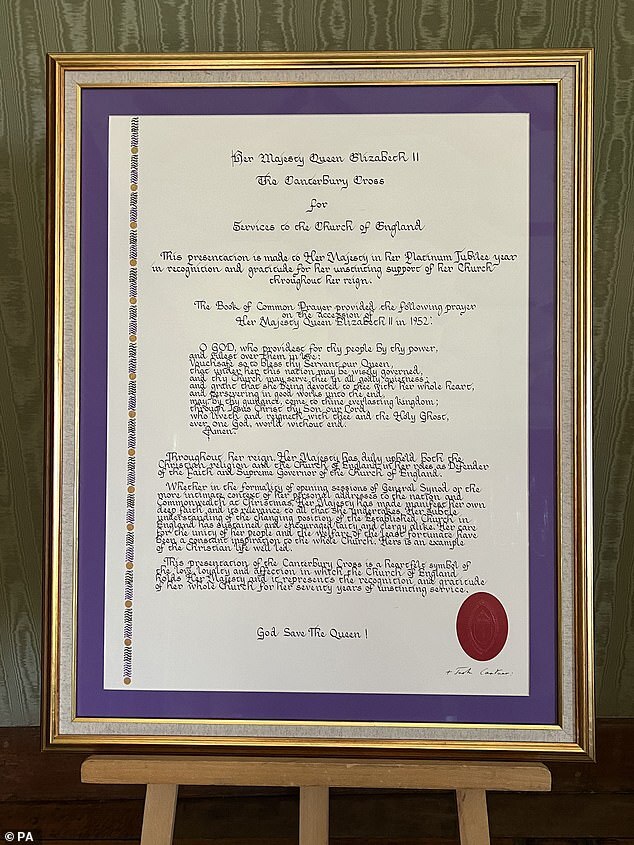 Her Majesty Queen Elizabeth II
The Canterbury Cross
for
Services to the Church of England
This presentation is made to Her Majesty in her Platinum Jubilee year
in recognition and gratitude for her unstinting support of her Church
throughout her reign.
The Book of Common Prayer provided the following prayer
on the accession of
Her Majesty Queen Elizabeth II in 1952:
O GOD, who providest for thy people by thy power,
and rulest over them in love:
Vouchsafe so to bless thy Servant our Queen,
that under her this nation may be wisely governed,
and thy Church may serve thee in all godly quietness;
and grant that she being devoted to thee with her whole heart,
and persevering in good works unto the end,
may, by thy guidance, come to thine everlasting kingdom;
through Jesus Christ thy Son our Lord,
who liveth and reigneth with thee and the Holy Ghost,
ever one God, world without end.
Amen.
Throughout her reign, Her Majesty has duly upheld both the
Christian religion and the Church of England in her roles as Defender
of the Faith and Supreme Governor of the Church of England.
Whether in the formality of opening sessions of General Synod or the
more intimate context of her personal addresses to the nation and
Commonwealth at Christmas, Her Majesty has made manifest her own
deep faith and its relevance to all that she undertakes. Her subtle
understanding of the changing position of the Established Church in
England has sustained and encouraged laity and clergy alike. Her care
for the unity of her people and the welfare of the least fortunate have
been a constant inspiration to the whole Church. Hers is an example
of the Christian life well led.
This presentation of the Canterbury Cross is a heartfelt symbol of
the love, loyalty and affection in which the Church of England
holds Her Majesty and it represents the recognition and gratitude
of her whole Church for her seventy years of unstinting service.
God Save The Queen !
© PA